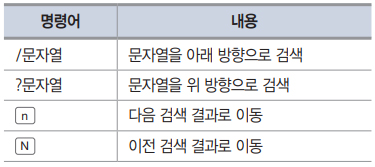 명령어 내용
/문자열 문자열을 아래 방향으로 검색
?문자열 문자열을 위 방향으로 검색
n 다음 검색 결과로 이동
N 이전 검색 결과로 이동